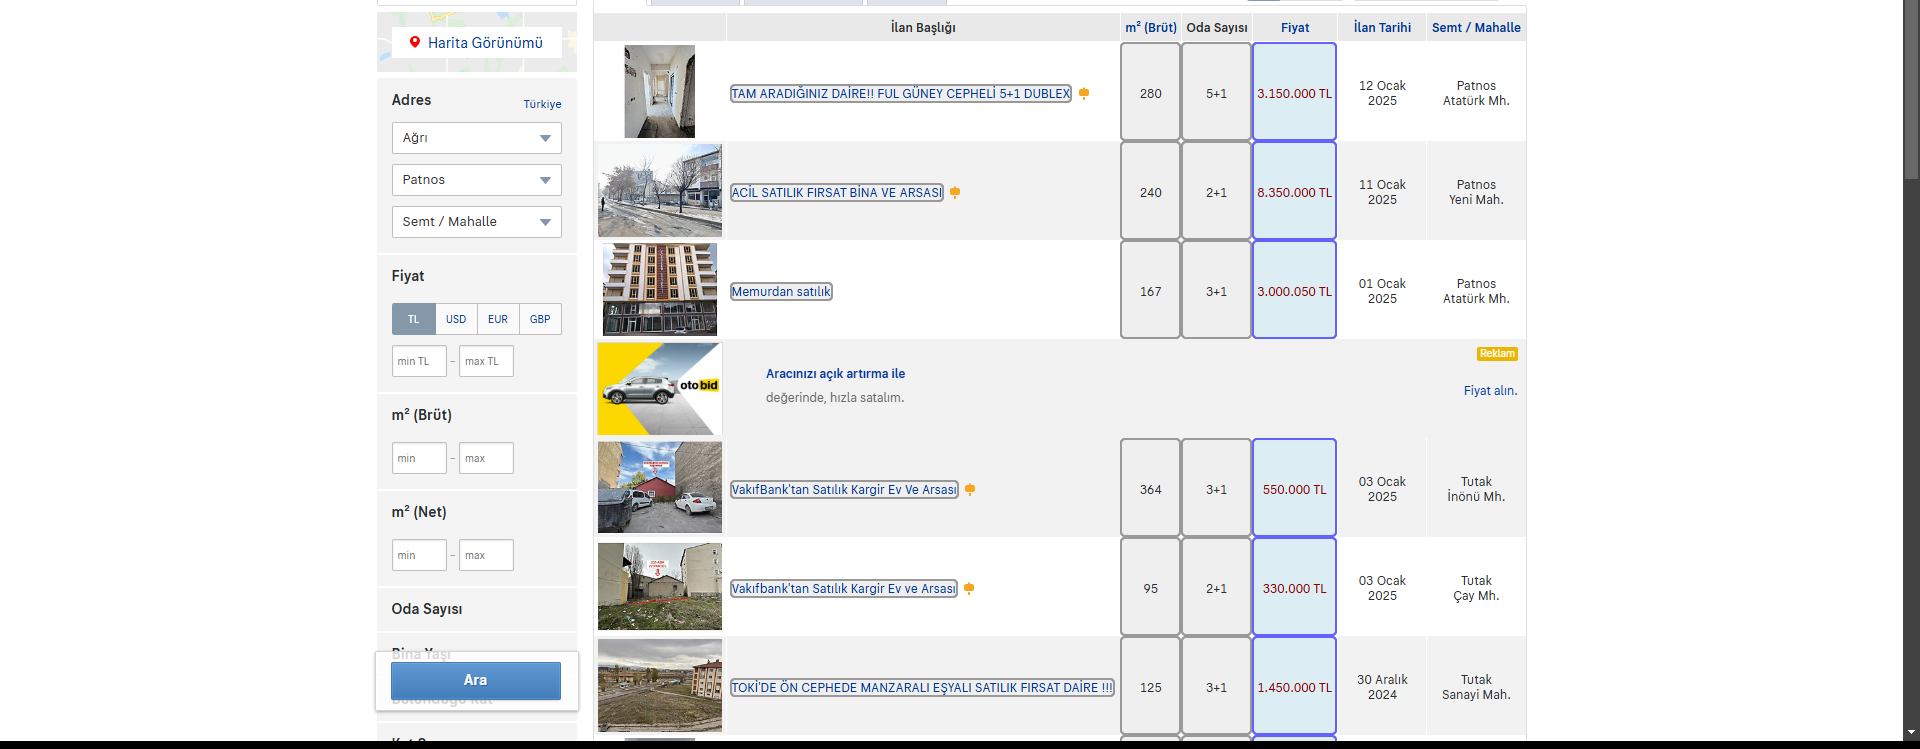 Harita Görünümü
Adres
Türkiye
Ağrı
Patnos
Semt / Mahalle
Fiyat
TL USD EUR GBP
min TL - max TL
m² (Brüt)
min - max
m² (Net)
min - max
Oda Sayısı
Bina Yaşı
Ara
İlan Başlığı m² (Brüt) Oda Sayısı Fiyat İlan Tarihi Semt / Mahalle
TAM ARADIĞINIZ DAİRE!! FUL GÜNEY CEPHELİ 5+1 DUBLEX 280 5+1 3.150.000 TL 12 Ocak 2025 Patnos Atatürk Mh.
ACİL SATILIK FIRSAT BİNA VE ARSASI 240 2+1 8.350.000 TL 11 Ocak 2025 Patnos Yeni Mah.
Memurdan satılık 167 3+1 3.000.050 TL 01 Ocak 2025 Patnos Atatürk Mh.
otobid
Aracınızı açık artırma ile
değerinde, hızla satalım.
Reklam
Fiyat alın.
VakıfBank'tan Satılık Kargir Ev Ve Arsası 364 3+1 550.000 TL 03 Ocak 2025 Tutak İnönü Mh.
Vakıfbank'tan Satılık Kargir Ev ve Arsası 95 2+1 330.000 TL 03 Ocak 2025 Tutak Çay Mh.
TOKİ'DE ÖN CEPHEDE MANZARALI EŞYALI SATILIK FIRSAT DAİRE !!! 125 3+1 1.450.000 TL 30 Aralık 2024 Tutak Sanayi Mah.